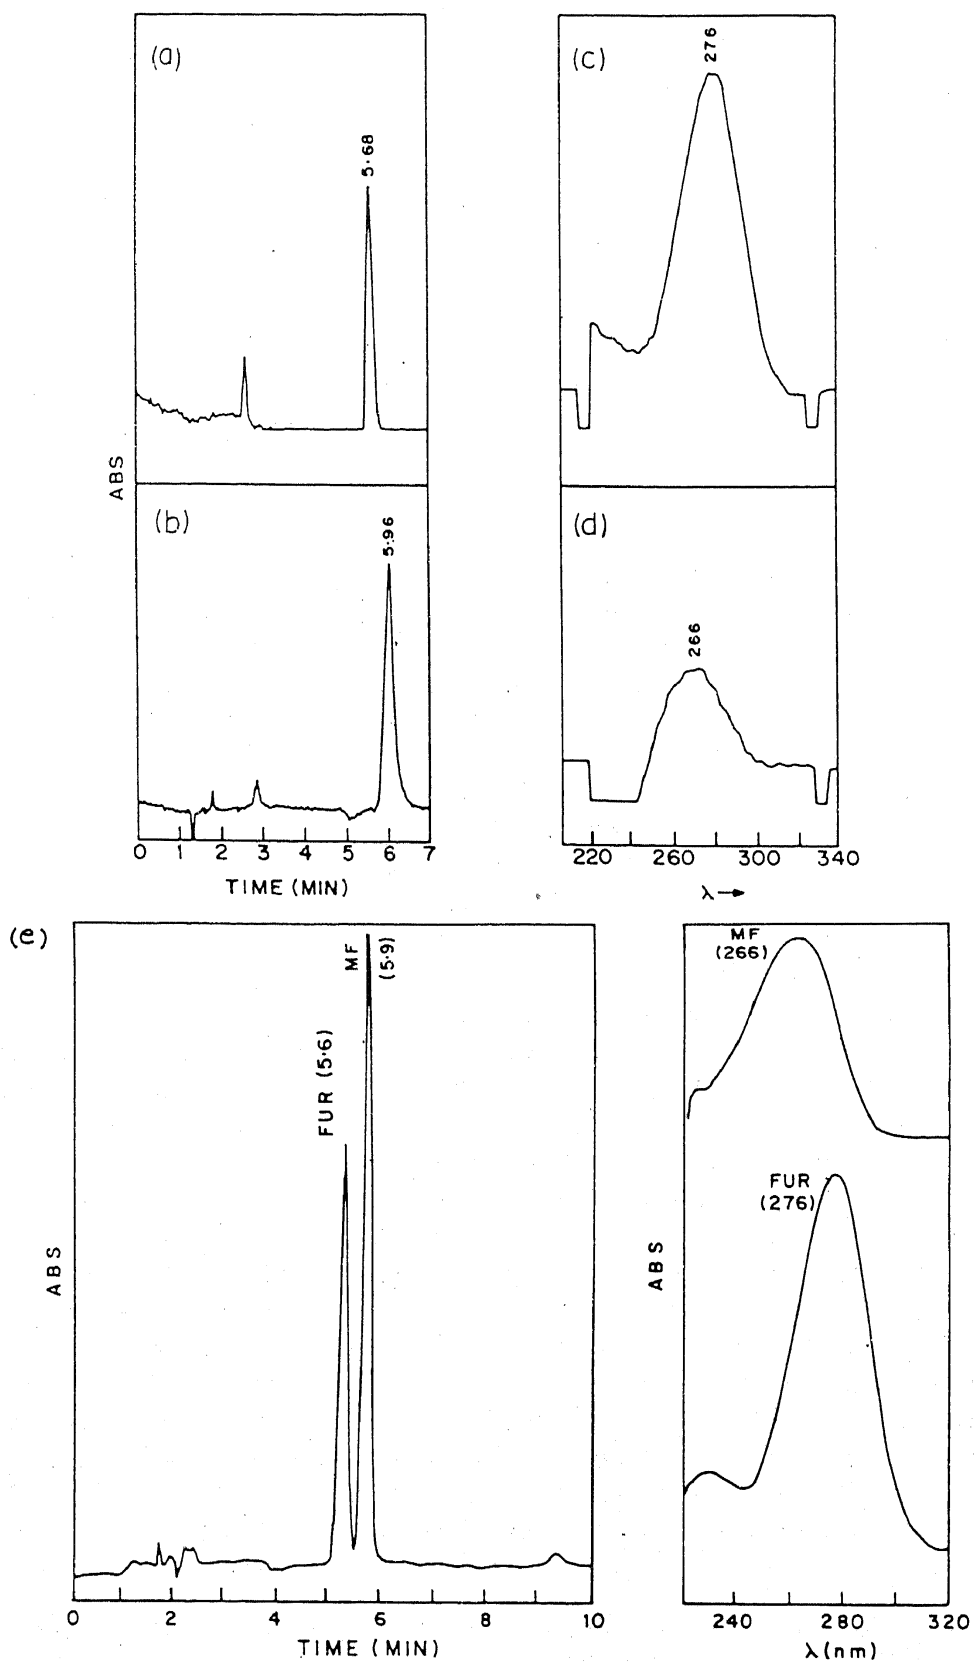 (a)
5·68
(c)
276
ABS
(b)
5·96
(d)
266
0 1 2 3 4 5 6 7
TIME (MIN)
220 260 300 340
λ→
(e)
FUR (5·6)
MF
(5·9)
ABS
0 2 4 6 8 10
TIME (MIN)
MF
(266)
FUR
(276)
ABS
240 280 320
λ(nm)